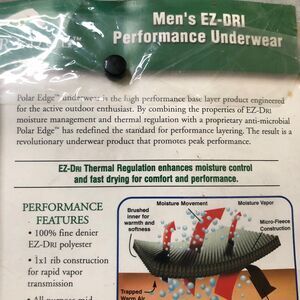 Men's EZ-DRI
Performance Underwear
Polar Edge™ underwear is the high performance base layer product engineered
for the active outdoor enthusiast. By combining the properties of EZ-DRI
moisture management and thermal regulation with a proprietary anti-microbial
Polar Edge™ has redefined the standard for performance layering. The result is a
revolutionary underwear product that promotes peak performance.
EZ-DRI Thermal Regulation enhances moisture control
and fast drying for comfort and performance.
PERFORMANCE
FEATURES
• 100% fine denier
EZ-DRI polyester
• 1x1 rib construction
for rapid vapor
transmission
• All purpose mid
Moisture Movement
Moisture Vapor
Brushed
inner for
warmth and
softness
Micro-Fleece
Construction
Trapped
Warm Air